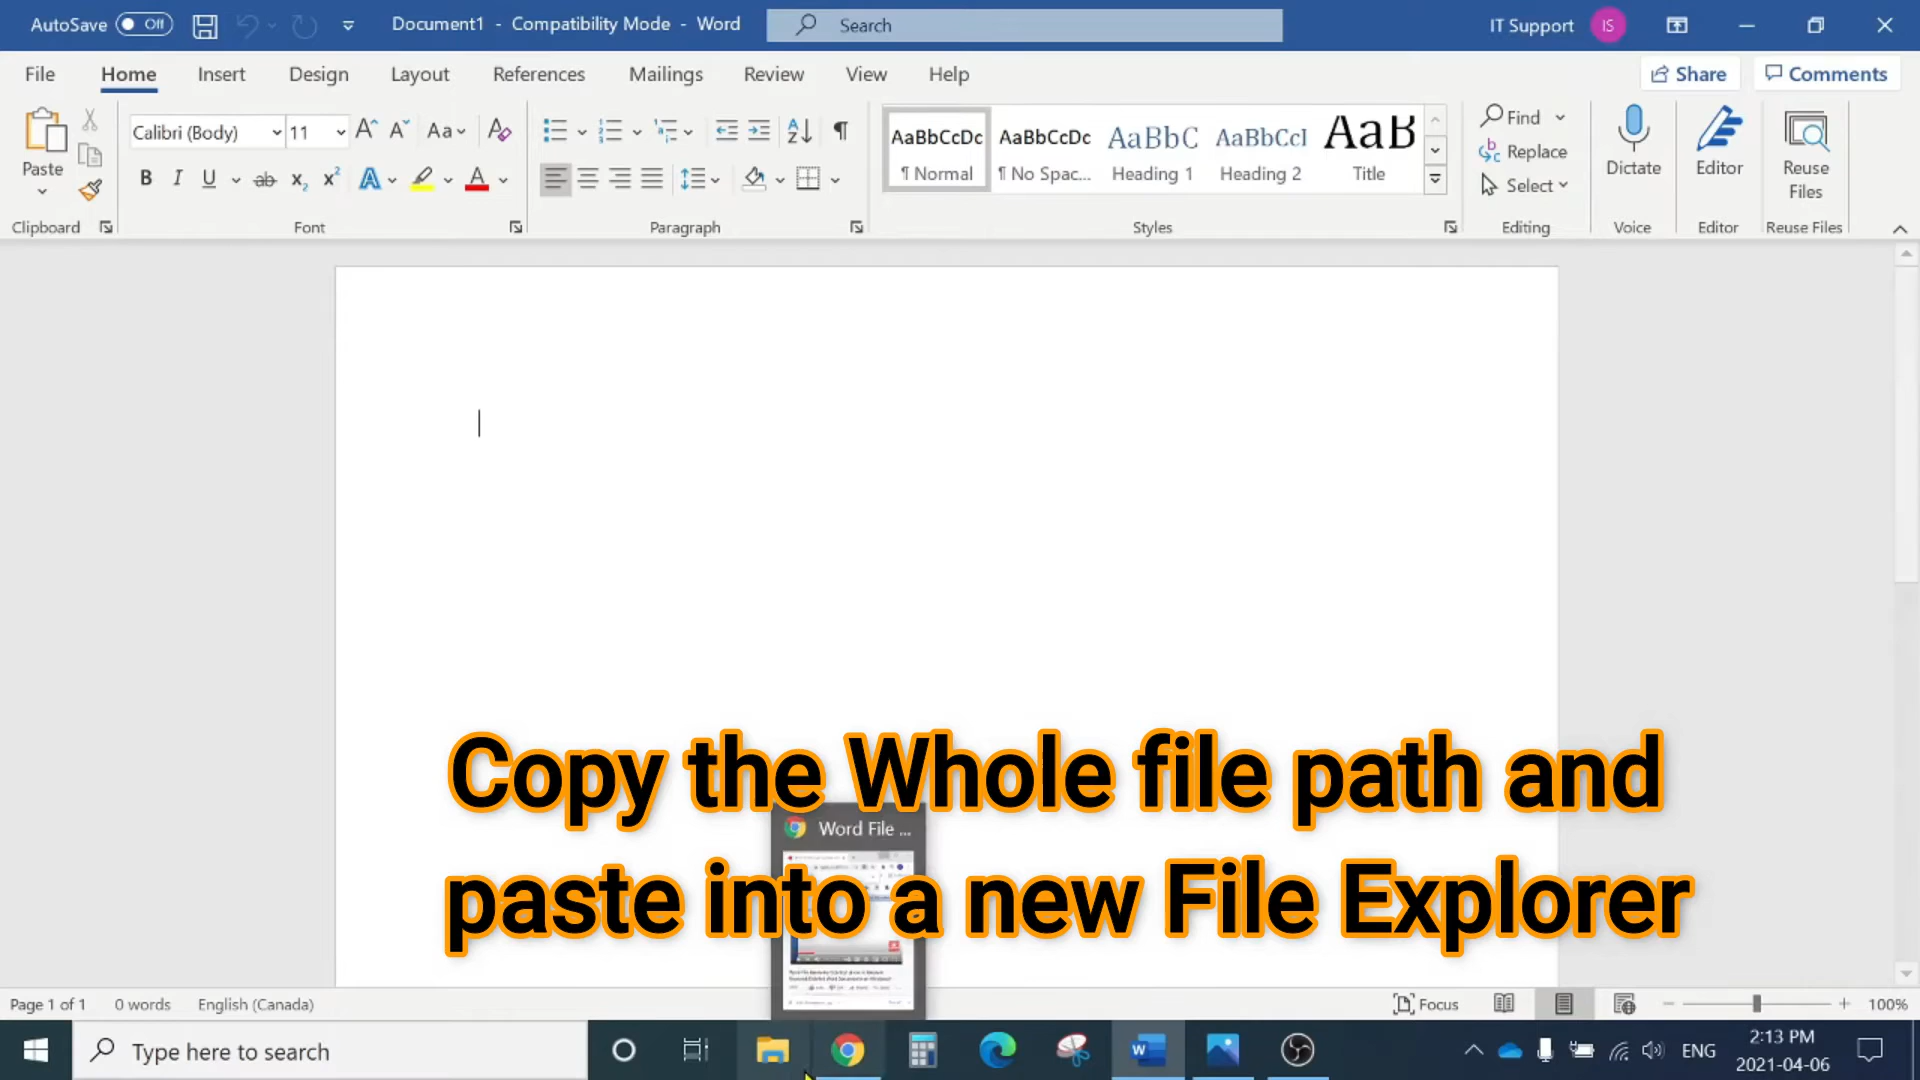 AutoSave Off Document1 - Compatibility Mode - Word Search IT Support IS
File Home Insert Design Layout References Mailings Review View Help Share Comments
Paste
Calibri (Body) 11 Aa
AaBbCcDc AaBbCcDc AaBbC AaBbCcI AaB
¶ Normal ¶ No Spac... Heading 1 Heading 2 Title
Find
Replace
Select
Dictate
Editor
Reuse
Files
Clipboard Font Paragraph Styles Editing Voice Editor Reuse Files
Copy the Whole file path and
Word File ...
paste into a new File Explorer
Page 1 of 1 0 words English (Canada) Focus 100%
Type here to search ENG 2:13 PM
2021-04-06